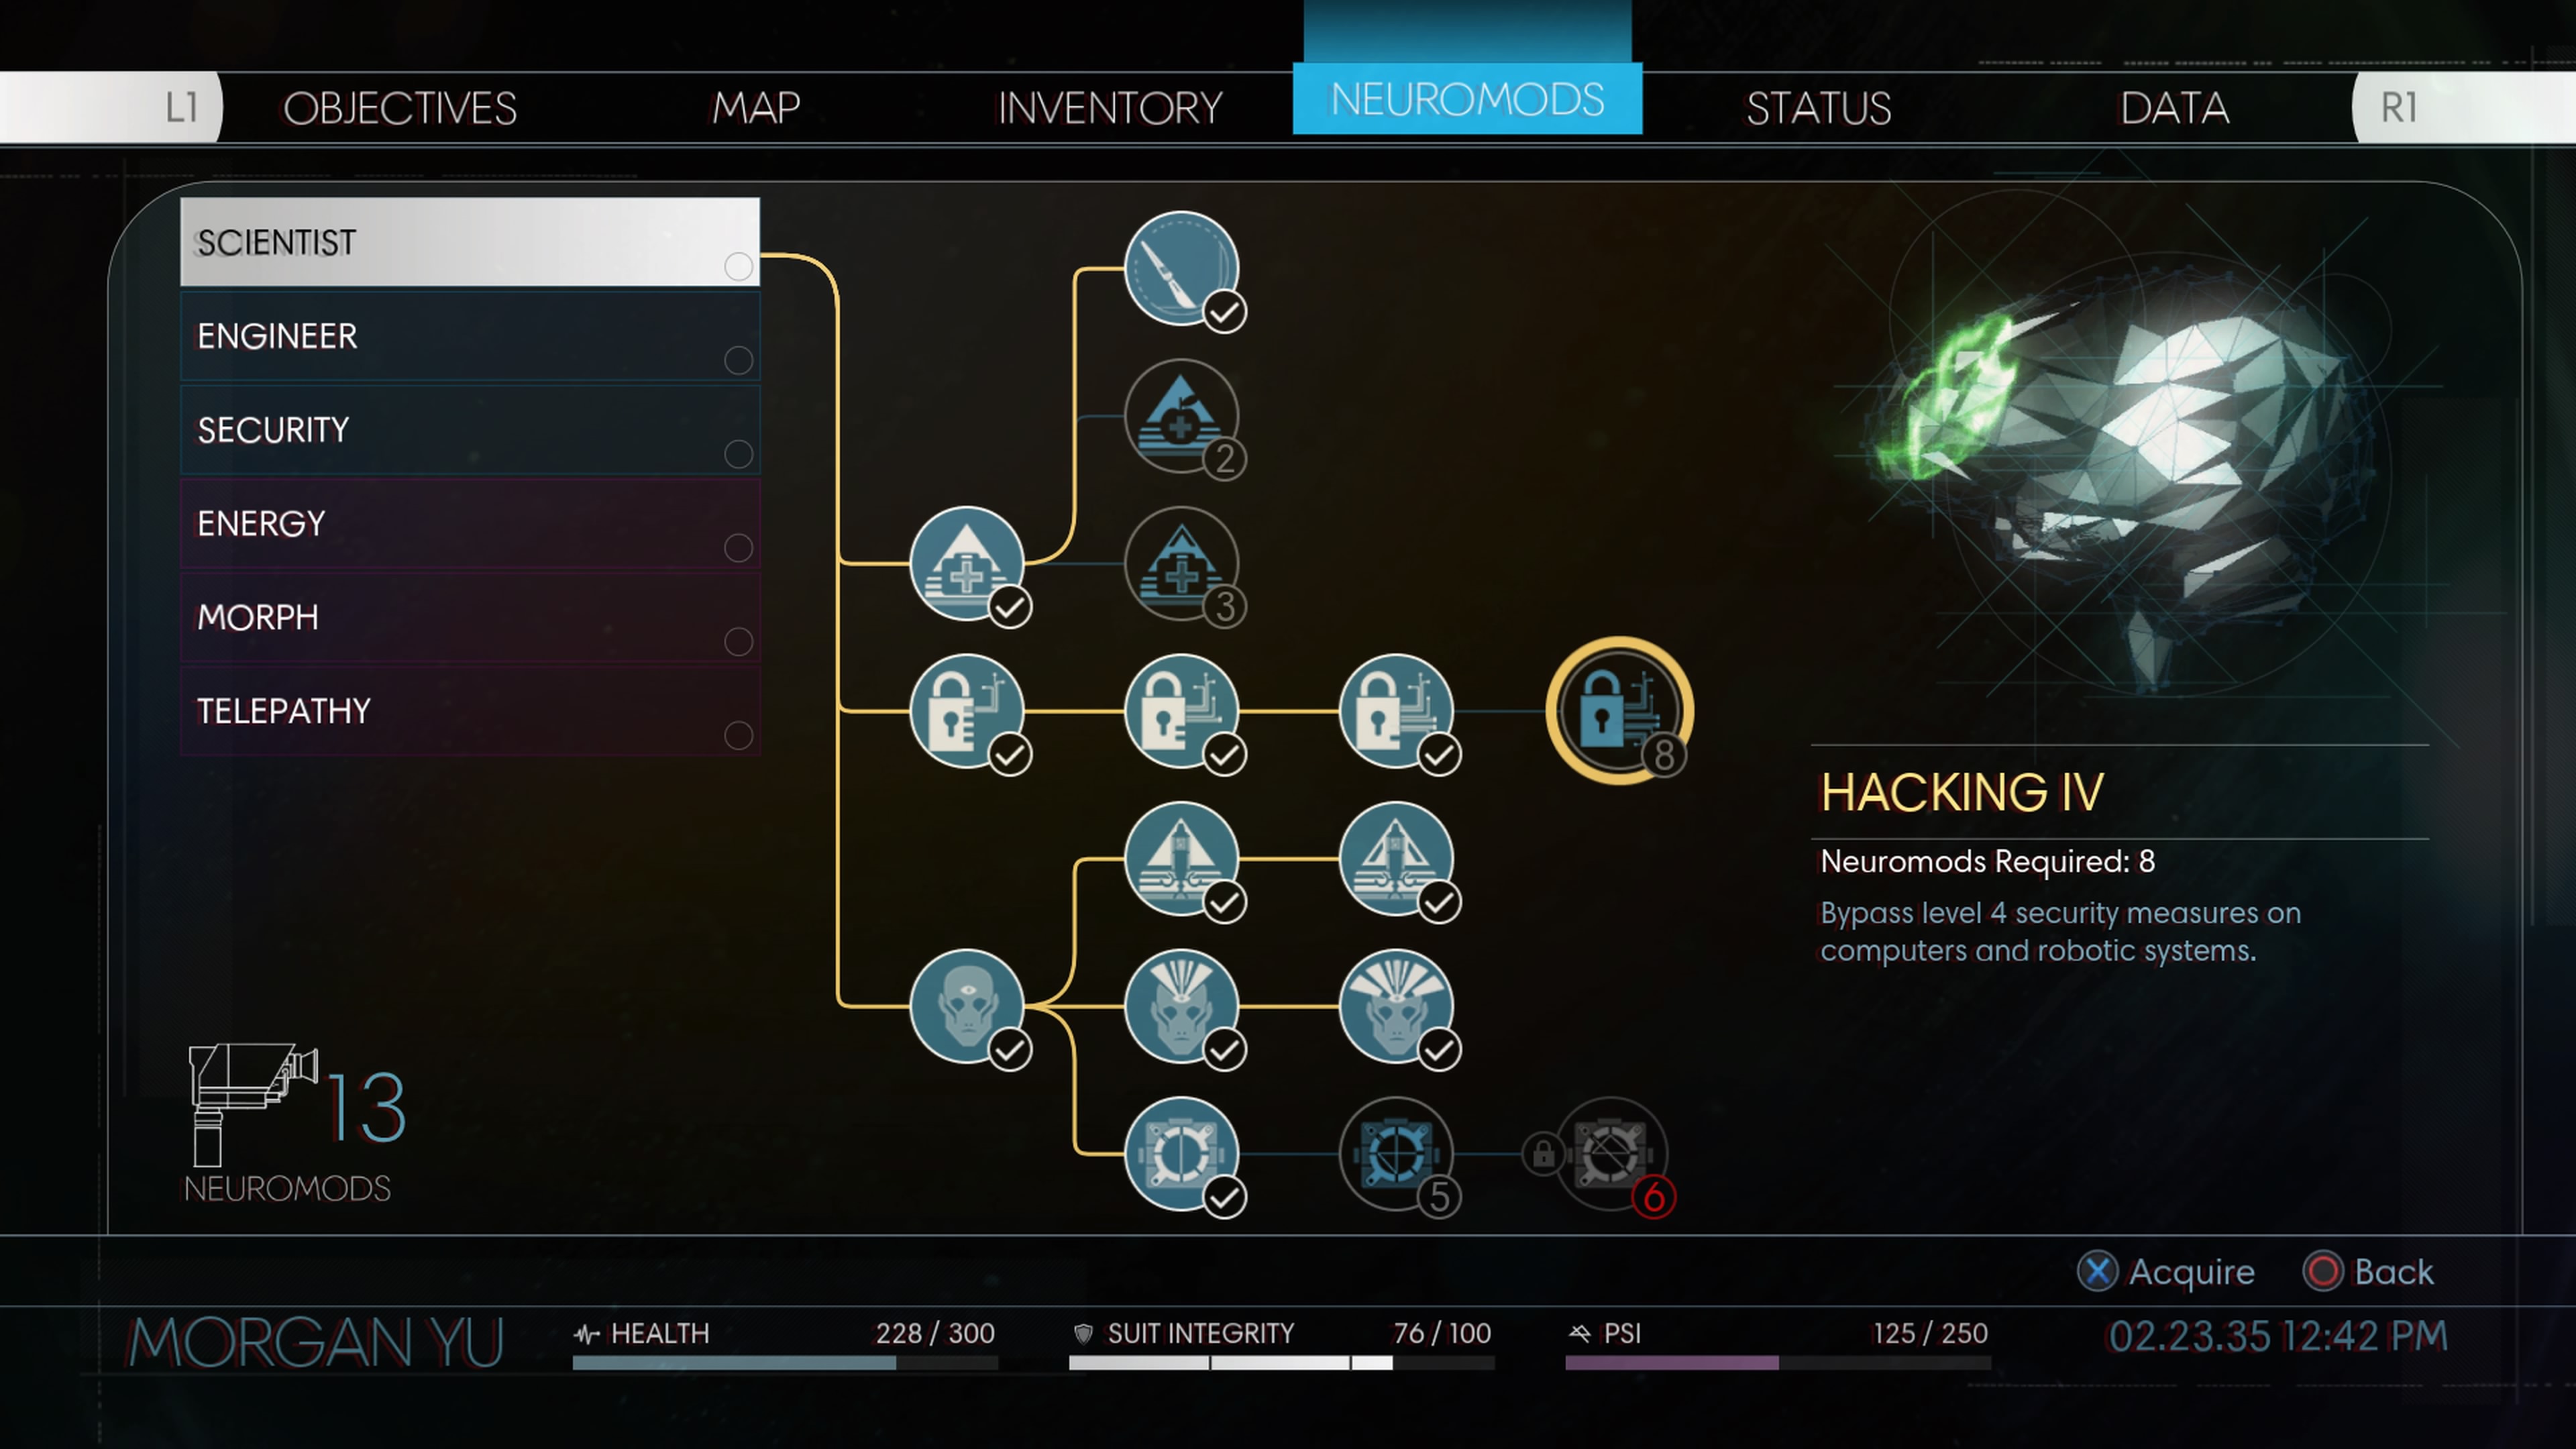 L1
OBJECTIVES
MAP
INVENTORY
NEUROMODS
STATUS
DATA
R1
SCIENTIST
ENGINEER
SECURITY
ENERGY
MORPH
TELEPATHY
2
3
8
5
6
HACKING IV
Neuromods Required: 8
Bypass level 4 security measures on
computers and robotic systems.
13
NEUROMODS
Acquire
Back
MORGAN YU
HEALTH 228 / 300
SUIT INTEGRITY 76 / 100
PSI 125 / 250
02.23.35 12:42 PM